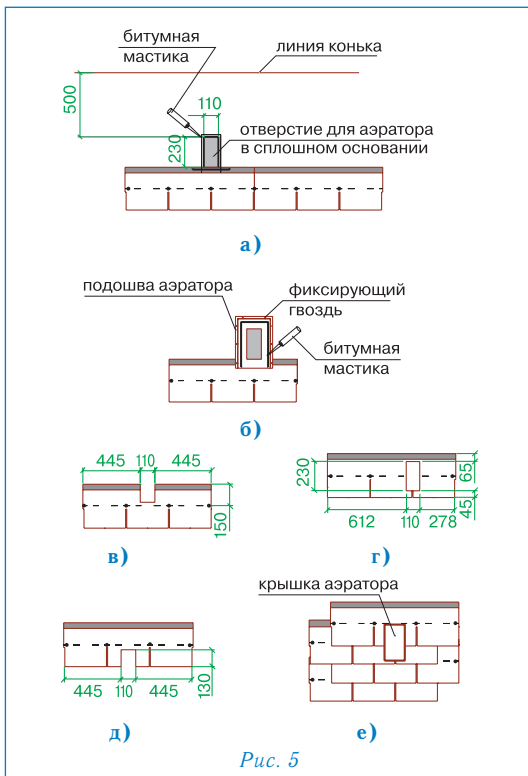 битумная
мастика
линия конька
500
110
230
отверстие для аэратора
в сплошном основании
а)
подошва аэратора
фиксирующий
гвоздь
битумная
мастика
б)
445 110 445
150
в)
230
65
45
612 110 278
г)
445 110 445
130
д)
крышка аэратора
е)
Рис. 5